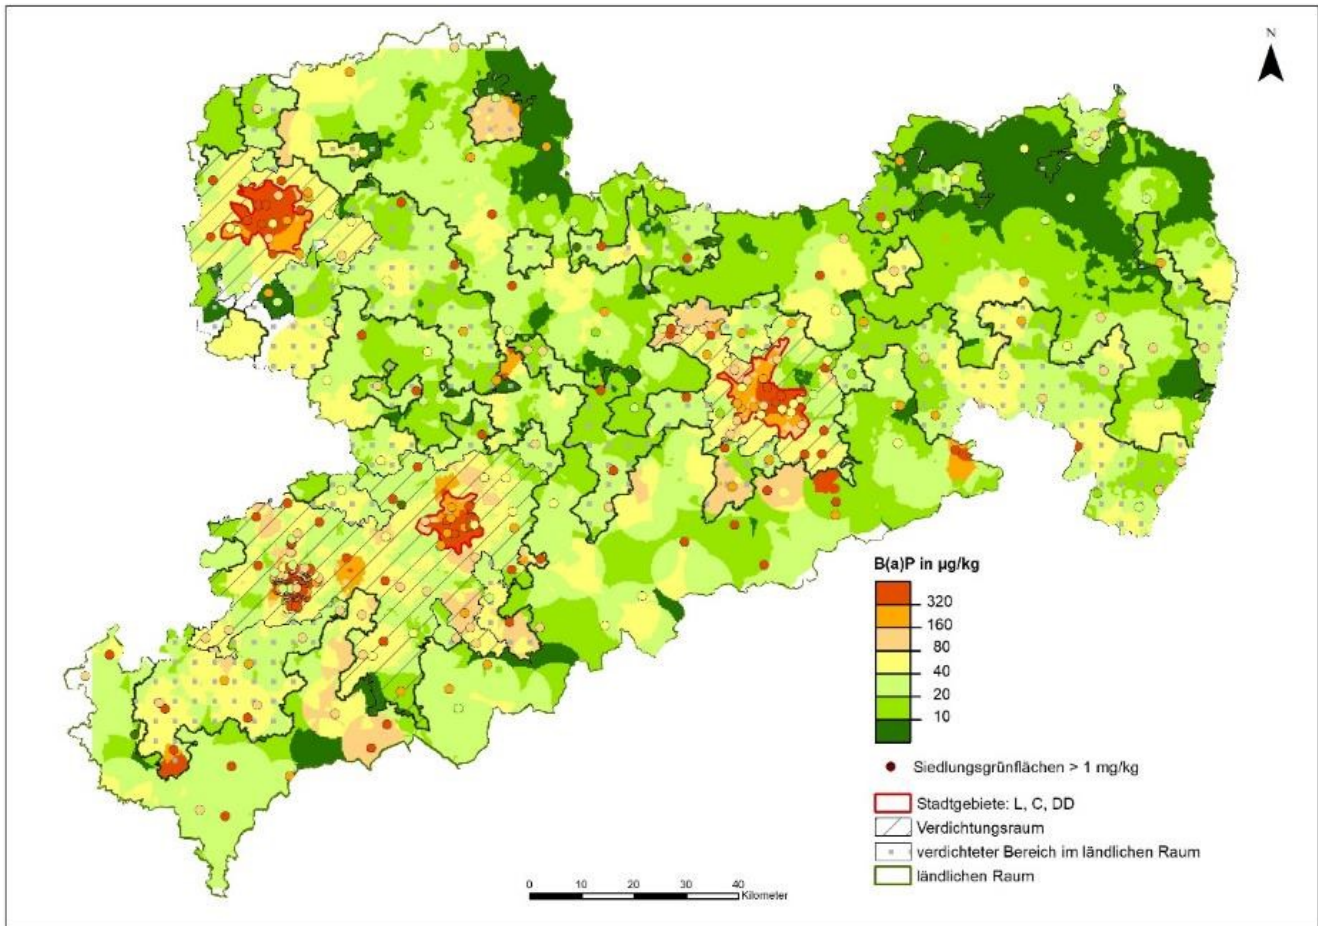 N
B(a)P in µg/kg
320
160
80
40
20
10
Siedlungsgrünflächen > 1 mg/kg
Stadtgebiete: L, C, DD
Verdichtungsraum
verdichteter Bereich im ländlichen Raum
ländlichen Raum
0 10 20 30 40
Kilometer